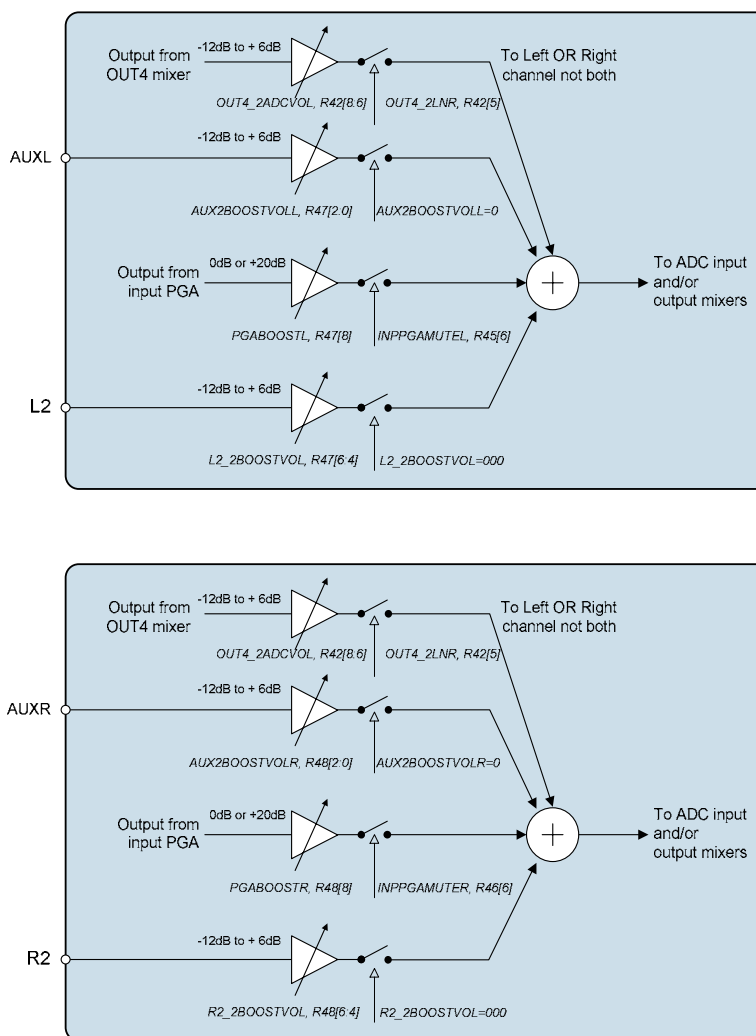 Output from
OUT4 mixer
-12dB to + 6dB
To Left OR Right
channel not both
OUT4_2ADCVOL, R42[8:6]
OUT4_2LNR, R42[5]
AUXL
-12dB to + 6dB
AUX2BOOSTVOLL, R47[2:0]
AUX2BOOSTVOLL=0
Output from
input PGA
0dB or +20dB
To ADC input
and/or
output mixers
PGABOOSTL, R47[8]
INPPGAMUTEL, R45[6]
L2
-12dB to + 6dB
L2_2BOOSTVOL, R47[6:4]
L2_2BOOSTVOL=000
Output from
OUT4 mixer
-12dB to + 6dB
To Left OR Right
channel not both
OUT4_2ADCVOL, R42[8:6]
OUT4_2LNR, R42[5]
AUXR
-12dB to + 6dB
AUX2BOOSTVOLR, R48[2:0]
AUX2BOOSTVOLR=0
Output from
input PGA
0dB or +20dB
To ADC input
and/or
output mixers
PGABOOSTR, R48[8]
INPPGAMUTER, R46[6]
R2
-12dB to + 6dB
R2_2BOOSTVOL, R48[6:4]
R2_2BOOSTVOL=000